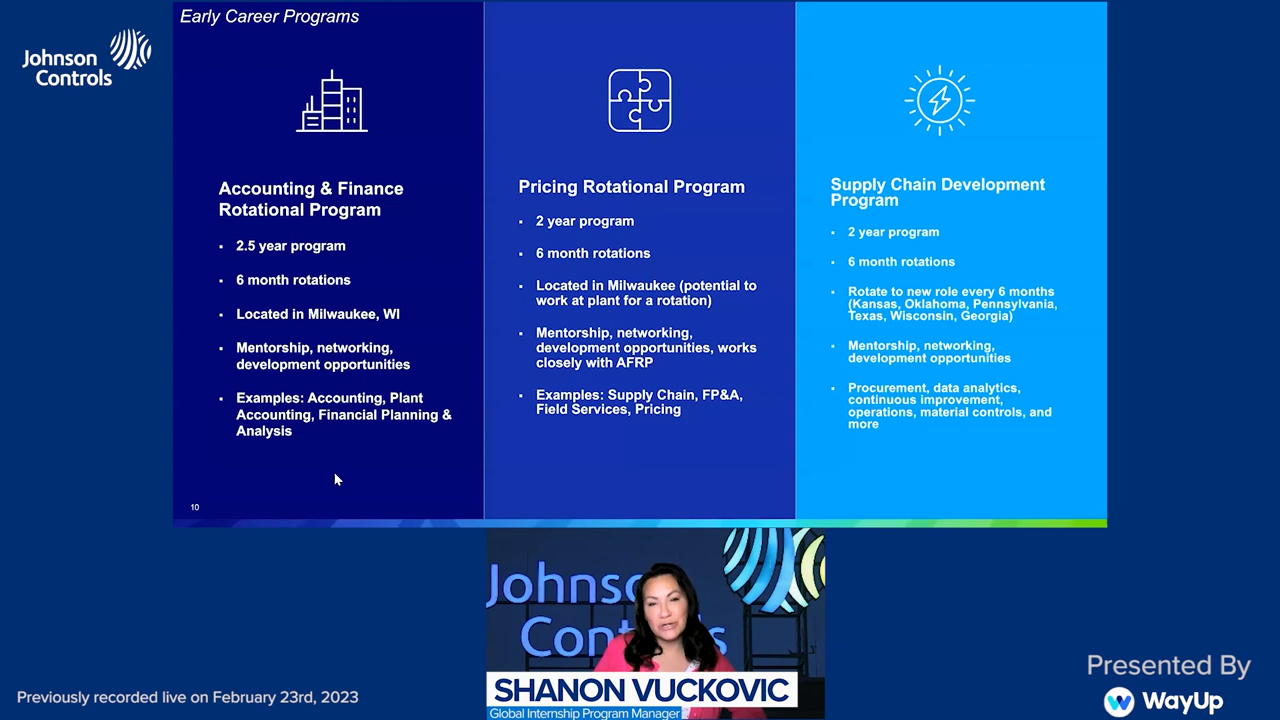 Early Career Programs
Johnson
Controls
Accounting & Finance
Rotational Program
▪ 2.5 year program
▪ 6 month rotations
▪ Located in Milwaukee, WI
▪ Mentorship, networking,
development opportunities
▪ Examples: Accounting, Plant
Accounting, Financial Planning &
Analysis
10
Pricing Rotational Program
▪ 2 year program
▪ 6 month rotations
▪ Located in Milwaukee (potential to
work at plant for a rotation)
▪ Mentorship, networking,
development opportunities, works
closely with AFRP
▪ Examples: Supply Chain, FP&A,
Field Services, Pricing
Supply Chain Development
Program
▪ 2 year program
▪ 6 month rotations
▪ Rotate to new role every 6 months
(Kansas, Oklahoma, Pennsylvania,
Texas, Wisconsin, Georgia)
▪ Mentorship, networking,
development opportunities
▪ Procurement, data analytics,
continuous improvement,
operations, material controls, and
more
SHANON VUCKOVIC
Global Internship Program Manager
Previously recorded live on February 23rd, 2023
Presented By
WayUp